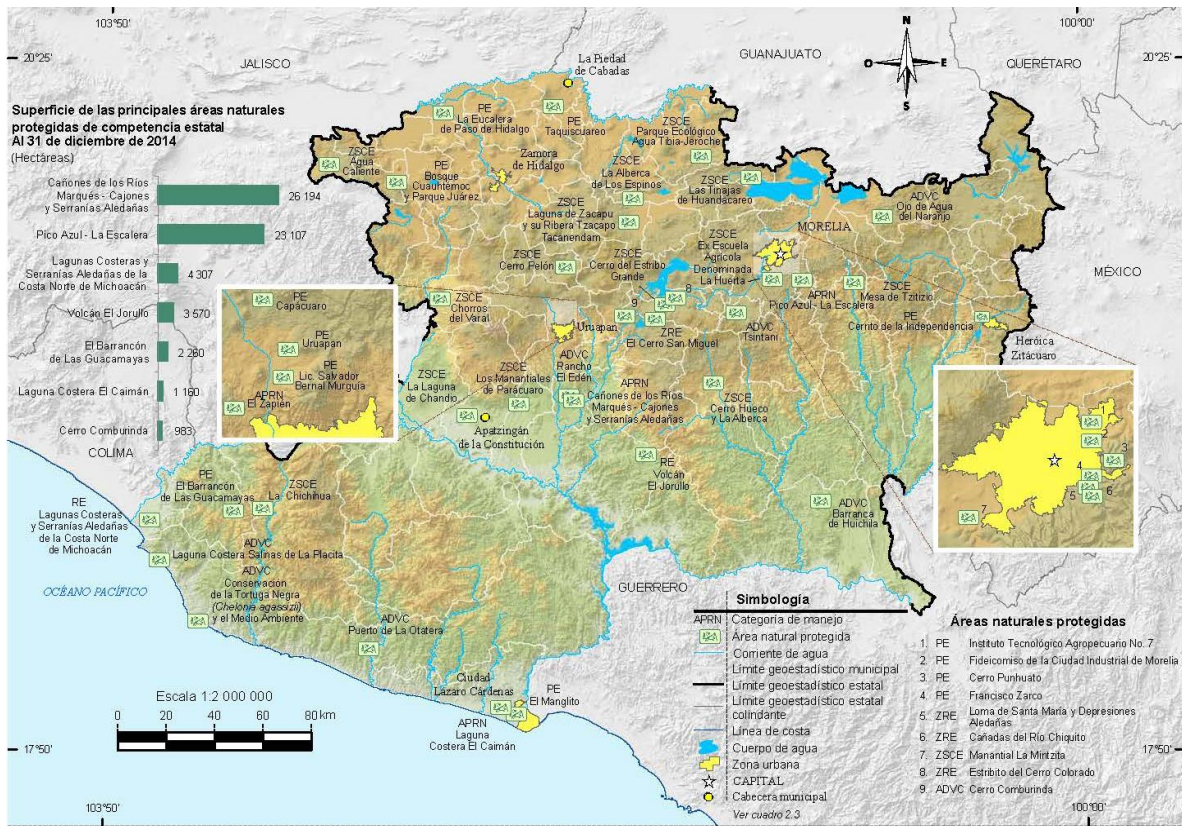 103°50'
100°00'
20°25'
20°25'
JALISCO
GUANAJUATO
QUERÉTARO
N
O
E
S
La Piedad
de Cabadas
Superficie de las principales áreas naturales
protegidas de competencia estatal
Al 31 de diciembre de 2014
(Hectáreas)
Cañones de los Ríos
Marqués - Cajones
y Serranías Aledañas
26 194
Pico Azul - La Escalera
23 107
Lagunas Costeras y
Serranías Aledañas de la
Costa Norte de Michoacán
4 307
Volcán El Jorullo
3 570
El Barrancón
de Las Guacamayas
2 260
Laguna Costera El Caimán
1 160
Cerro Comburinda
983
COLIMA
PE
La Eucalera
de Paso de Hidalgo
PE
Taquiscuareo
ZSCE
Parque Ecológico
Agua Tibia-Jeroche
ZSCE
Agua
Caliente
PE
Bosque
Cuauhtémoc
y Parque Juárez
Zamora
de Hidalgo
ZSCE
La Alberca
de Los Espinos
ZSCE
Las Tinajas
de Huandacareo
ADVC
Ojo de Agua
del Naranjo
ZSCE
Laguna de Zacapu
y su Ribera Tzacapo
Tacanendam
MORELIA
ZSCE
Ex Escuela
Agrícola
Denominada
La Huerta
MÉXICO
ZSCE
Cerro Pelón
ZSCE
Cerro del Estribo
Grande
8
9
APRN
Pico Azul - La Escalera
ZSCE
Mesa de Tzitzio
ZSCE
Chorros
del Varal
Uruapan
ZRE
El Cerro San Miguel
ADVC
Tsintani
PE
Cerrito de la Independencia
Heróica
Zitácuaro
PE
Capácuaro
PE
Uruapan
PE
Lic. Salvador
Bernal Murguía
APRN
El Zapién
ZSCE
La Laguna
de Chandio
ZSCE
Los Manantiales
de Parácuaro
ADVC
Rancho
El Edén
APRN
Cañones de los Ríos
Marqués - Cajones
y Serranías Aledañas
ZSCE
Cerro Hueco
y La Alberca
Apatzingán
de la Constitución
RE
Volcán
El Jorullo
ADVC
Barranca
de Huichila
1
2
3
4
5
6
7
PE
El Barrancón
de Las Guacamayas
ZSCE
La Chichihua
RE
Lagunas Costeras
y Serranías Aledañas
de la Costa Norte
de Michoacán
ADVC
Laguna Costera Salinas de La Placita
ADVC
Conservación
de la Tortuga Negra
(Chelonia agassizii)
y el Medio Ambiente
OCÉANO PACÍFICO
GUERRERO
ADVC
Puerto de La Otatera
Ciudad
Lázaro Cárdenas
PE
El Manglito
APRN
Laguna
Costera El Caimán
Escala 1:2 000 000
0 20 40 60 80 km
Simbología
APRN Categoría de manejo
Área natural protegida
Corriente de agua
Límite geoestadístico municipal
Límite geoestadístico estatal
Límite geoestadístico estatal
colindante
Línea de costa
Cuerpo de agua
Zona urbana
CAPITAL
Cabecera municipal
Ver cuadro 2.3
Áreas naturales protegidas
1. PE Instituto Tecnológico Agropecuario No. 7
2. PE Fideicomiso de la Ciudad Industrial de Morelia
3. PE Cerro Punhuato
4. PE Francisco Zarco
5. ZRE Loma de Santa María y Depresiones
Aledañas
6. ZRE Cañadas del Río Chiquito
7. ZSCE Manantial La Mintzita
8. ZRE Estribito del Cerro Colorado
9. ADVC Cerro Comburinda
17°50'
17°50'
103°50'
100°00'